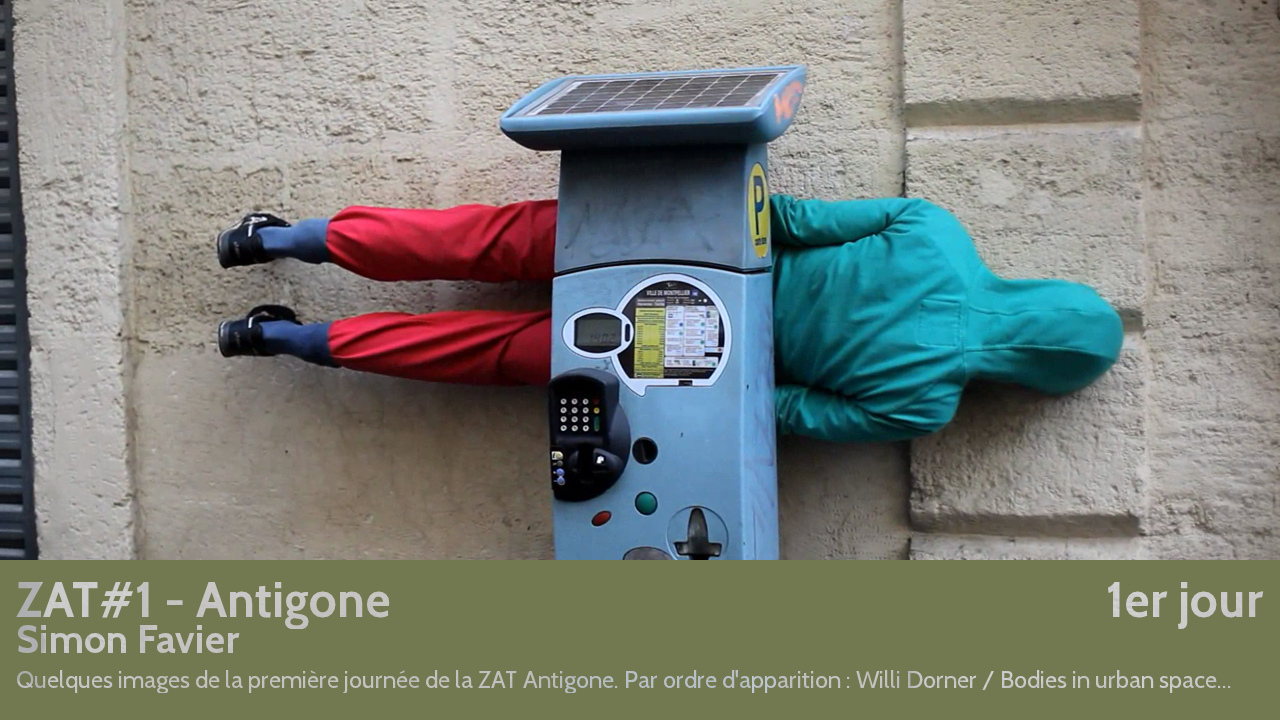 P
VILLE DE MONTPELLIER
ZAT#1 - Antigone
1er jour
Simon Favier
Quelques images de la première journée de la ZAT Antigone. Par ordre d'apparition : Willi Dorner / Bodies in urban space...